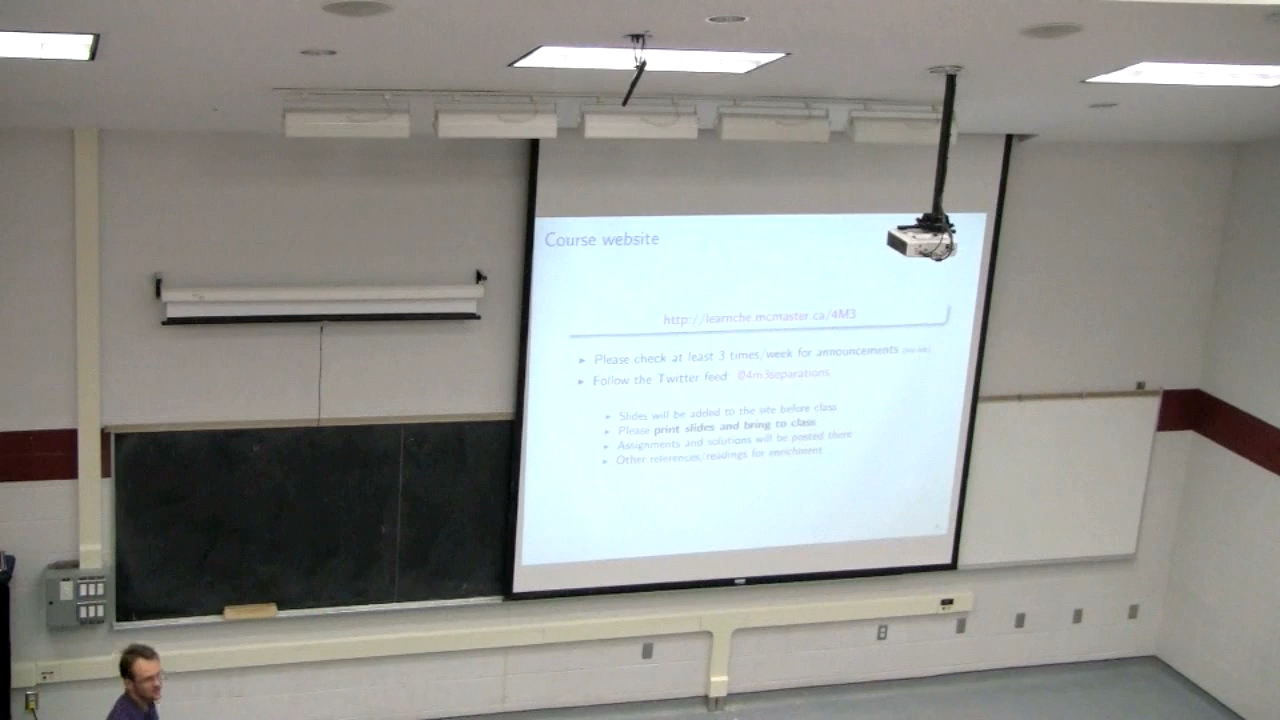 Course website
http://learnche.mcmaster.ca/4M3
▸ Please check at least 3 times/week for announcements
▸ Follow the Twitter feed: @4m3separations
▸ Slides will be added to the site before class
▸ Please print slides and bring to class
▸ Assignments and solutions will be posted there
▸ Other references/readings for enrichment